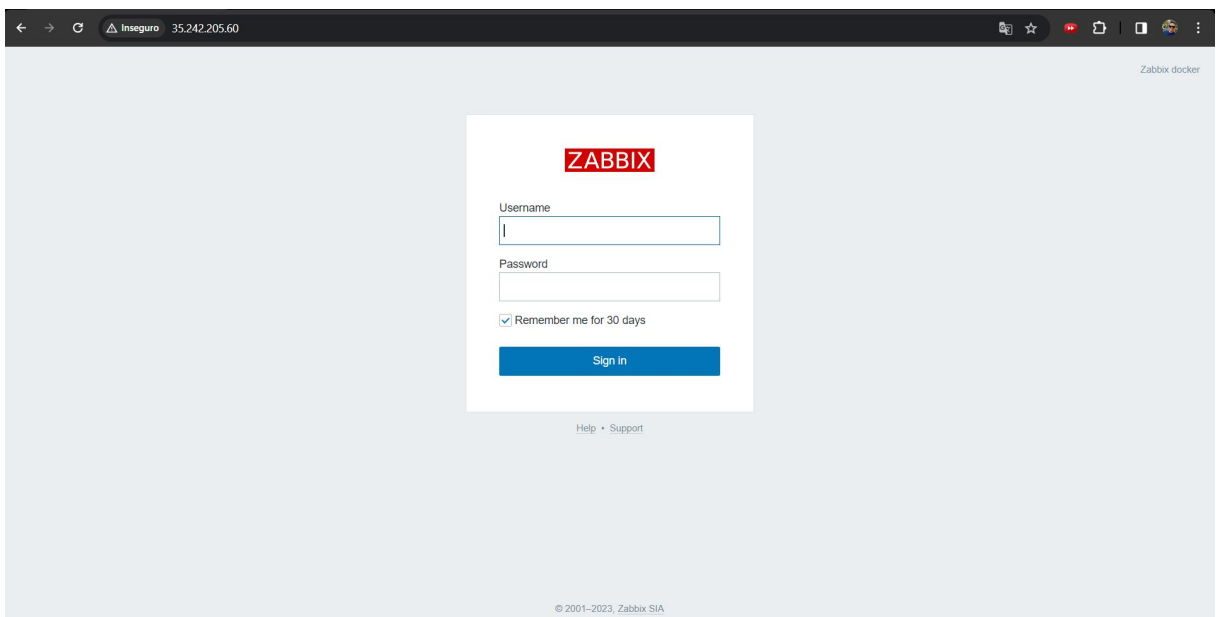 Inseguro 35.242.205.60
Zabbix docker
ZABBIX
Username
Password
Remember me for 30 days
Sign in
Help • Support
© 2001–2023, Zabbix SIA